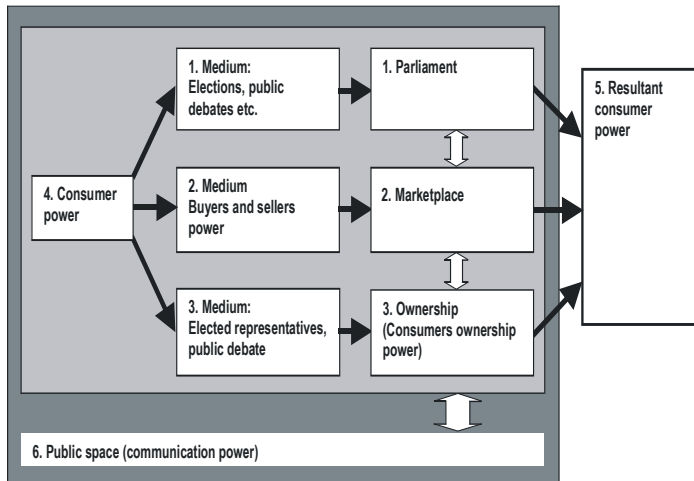 1. Medium:
Elections, public
debates etc.
1. Parliament
5. Resultant
consumer
power
4. Consumer
power
2. Medium
Buyers and sellers
power
2. Marketplace
3. Medium:
Elected representatives,
public debate
3. Ownership
(Consumers ownership
power)
6. Public space (communication power)